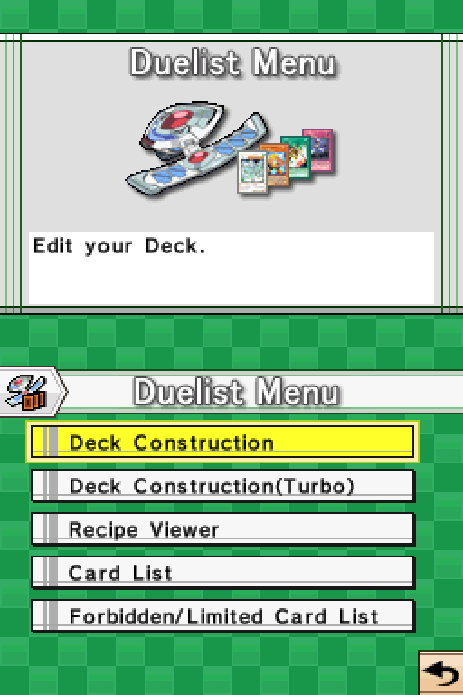 Duelist Menu
Edit your Deck.
Duelist Menu
Deck Construction
Deck Construction(Turbo)
Recipe Viewer
Card List
Forbidden/Limited Card List